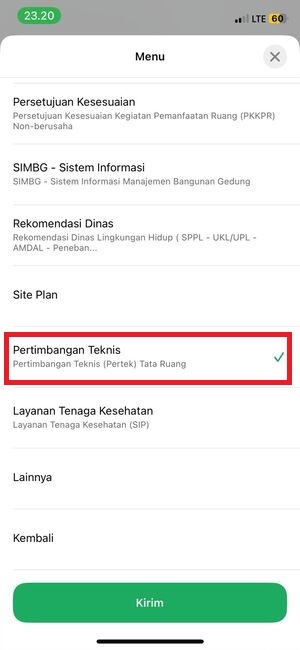 23.20
LTE 60
Menu
Persetujuan Kesesuaian
Persetujuan Kesesuaian Kegiatan Pemanfaatan Ruang (PKKPR)
Non-berusaha
SIMBG - Sistem Informasi
SIMBG - Sistem Informasi Manajemen Bangunan Gedung
Rekomendasi Dinas
Rekomendasi Dinas Lingkungan Hidup ( SPPL - UKL/UPL -
AMDAL - Peneban...
Site Plan
Pertimbangan Teknis
Pertimbangan Teknis (Pertek) Tata Ruang
Layanan Tenaga Kesehatan
Layanan Tenaga Kesehatan (SIP)
Lainnya
Kembali
Kirim